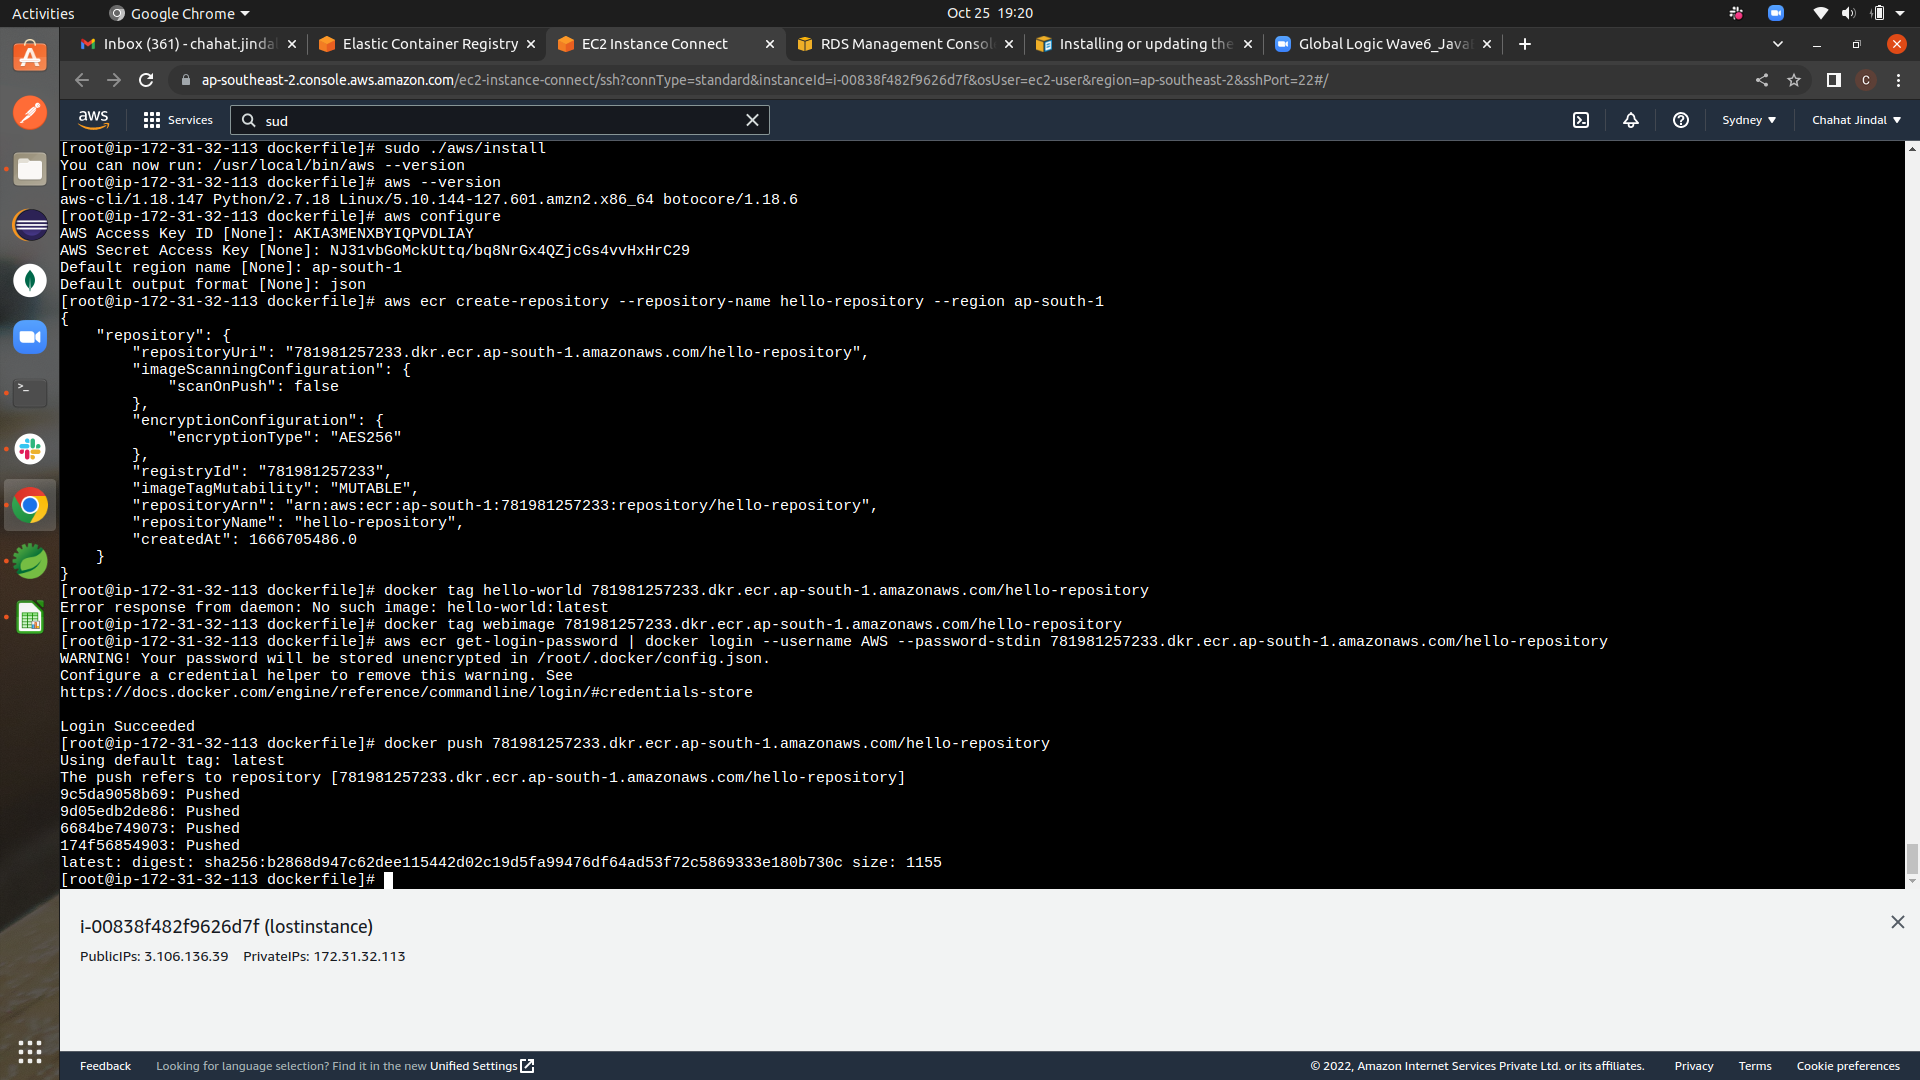 Activities
Google Chrome
Oct 25 19:20
Inbox (361) - chahat.jinda
Elastic Container Registry
EC2 Instance Connect
RDS Management Consol
Installing or updating the
Global Logic Wave6_Java
ap-southeast-2.console.aws.amazon.com/ec2-instance-connect/ssh?connType=standard&instanceId=i-00838f482f9626d7f&osUser=ec2-user&region=ap-southeast-2&sshPort=22#/
C
aws
Services
sud
Sydney
Chahat Jindal
[root@ip-172-31-32-113 dockerfile]# sudo ./aws/install
You can now run: /usr/local/bin/aws --version
[root@ip-172-31-32-113 dockerfile]# aws --version
aws-cli/1.18.147 Python/2.7.18 Linux/5.10.144-127.601.amzn2.x86_64 botocore/1.18.6
[root@ip-172-31-32-113 dockerfile]# aws configure
AWS Access Key ID [None]: AKIA3MENXBYIQPVDLIAY
AWS Secret Access Key [None]: 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
Default region name [None]: ap-south-1
Default output format [None]: json
[root@ip-172-31-32-113 dockerfile]# aws ecr create-repository --repository-name hello-repository --region ap-south-1
{
    "repository": {
        "repositoryUri": "781981257233.dkr.ecr.ap-south-1.amazonaws.com/hello-repository",
        "imageScanningConfiguration": {
            "scanOnPush": false
        },
        "encryptionConfiguration": {
            "encryptionType": "AES256"
        },
        "registryId": "781981257233",
        "imageTagMutability": "MUTABLE",
        "repositoryArn": "arn:aws:ecr:ap-south-1:781981257233:repository/hello-repository",
        "repositoryName": "hello-repository",
        "createdAt": 1666705486.0
    }
}
[root@ip-172-31-32-113 dockerfile]# docker tag hello-world 781981257233.dkr.ecr.ap-south-1.amazonaws.com/hello-repository
Error response from daemon: No such image: hello-world:latest
[root@ip-172-31-32-113 dockerfile]# docker tag webimage 781981257233.dkr.ecr.ap-south-1.amazonaws.com/hello-repository
[root@ip-172-31-32-113 dockerfile]# aws ecr get-login-password | docker login --username AWS --password-stdin 781981257233.dkr.ecr.ap-south-1.amazonaws.com/hello-repository
WARNING! Your password will be stored unencrypted in /root/.docker/config.json.
Configure a credential helper to remove this warning. See
https://docs.docker.com/engine/reference/commandline/login/#credentials-store
Login Succeeded
[root@ip-172-31-32-113 dockerfile]# docker push 781981257233.dkr.ecr.ap-south-1.amazonaws.com/hello-repository
Using default tag: latest
The push refers to repository [781981257233.dkr.ecr.ap-south-1.amazonaws.com/hello-repository]
9c5da9058b69: Pushed
9d05edb2de86: Pushed
6684be749073: Pushed
174f56854903: Pushed
latest: digest: sha256:b2868d947c62dee115442d02c19d5fa99476df64ad53f72c5869333e180b730c size: 1155
[root@ip-172-31-32-113 dockerfile]#
i-00838f482f9626d7f (lostinstance)
PublicIPs: 3.106.136.39 PrivateIPs: 172.31.32.113
Feedback
Looking for language selection? Find it in the new Unified Settings
© 2022, Amazon Internet Services Private Ltd. or its affiliates.
Privacy
Terms
Cookie preferences